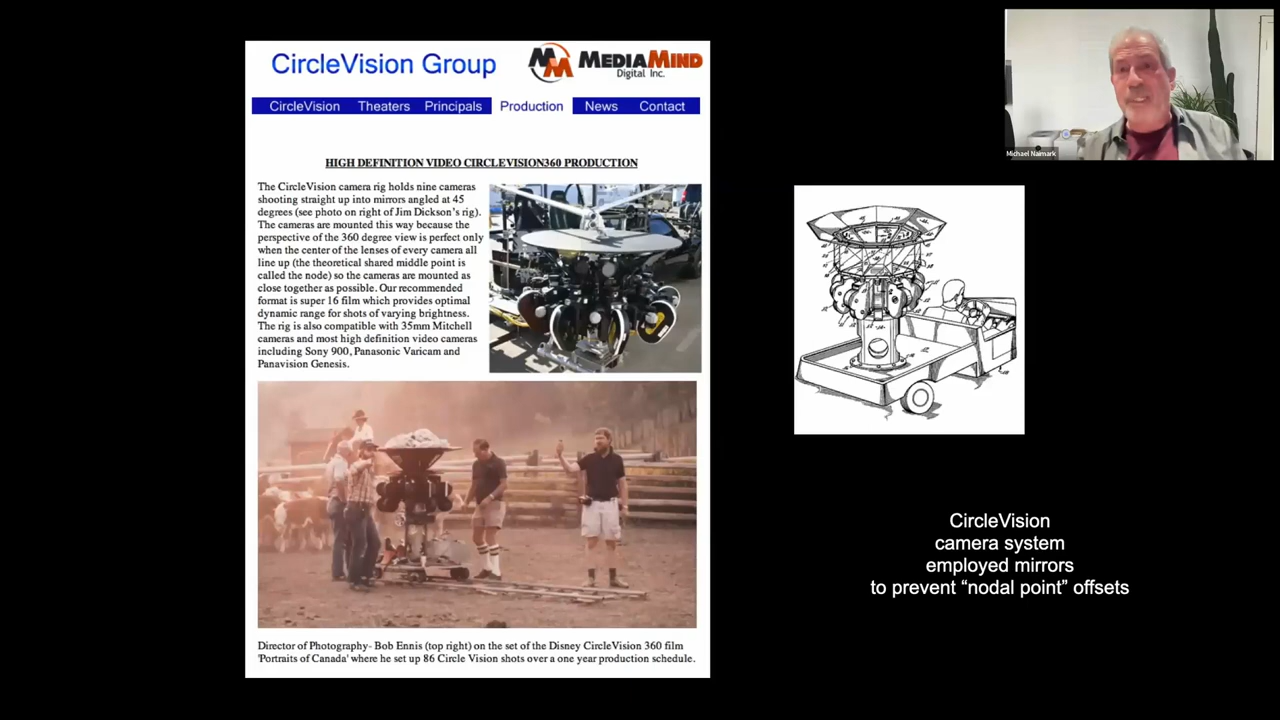 CircleVision Group
MM MEDIAMIND
Digital Inc.
CircleVision Theaters Principals Production News Contact
HIGH DEFINITION VIDEO CIRCLEVISION360 PRODUCTION
The CircleVision camera rig holds nine cameras
shooting straight up into mirrors angled at 45
degrees (see photo on right of Jim Dickson's rig).
The cameras are mounted this way because the
perspective of the 360 degree view is perfect only
when the center of the lenses of every camera all
line up (the theoretical shared middle point is
called the node) so the cameras are mounted as
close together as possible. Our recommended
format is super 16 film which provides optimal
dynamic range for shots of varying brightness.
The rig is also compatible with 35mm Mitchell
cameras and most high definition video cameras
including Sony 900, Panasonic Varicam and
Panavision Genesis.
Director of Photography- Bob Ennis (top right) on the set of the Disney CircleVision 360 film
'Portraits of Canada' where he set up 86 Circle Vision shots over a one year production schedule.
Michael Naimark
CircleVision
camera system
employed mirrors
to prevent “nodal point” offsets